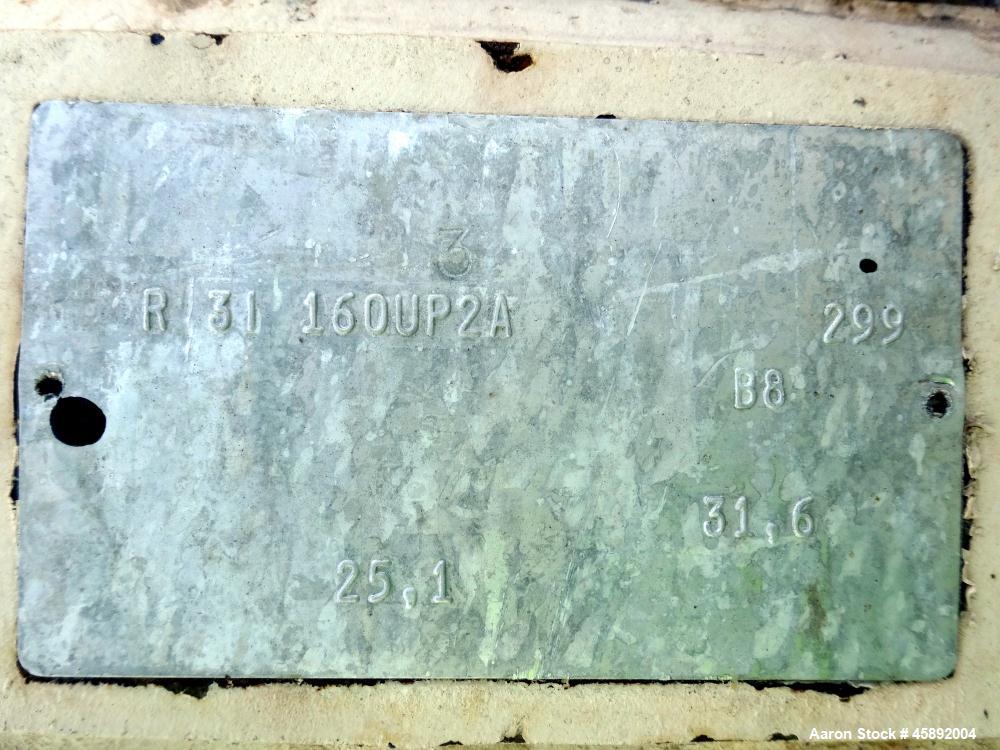 3
R 31 160UP2A 299
B8
31,6
25,1
Aaron Stock # 45892004